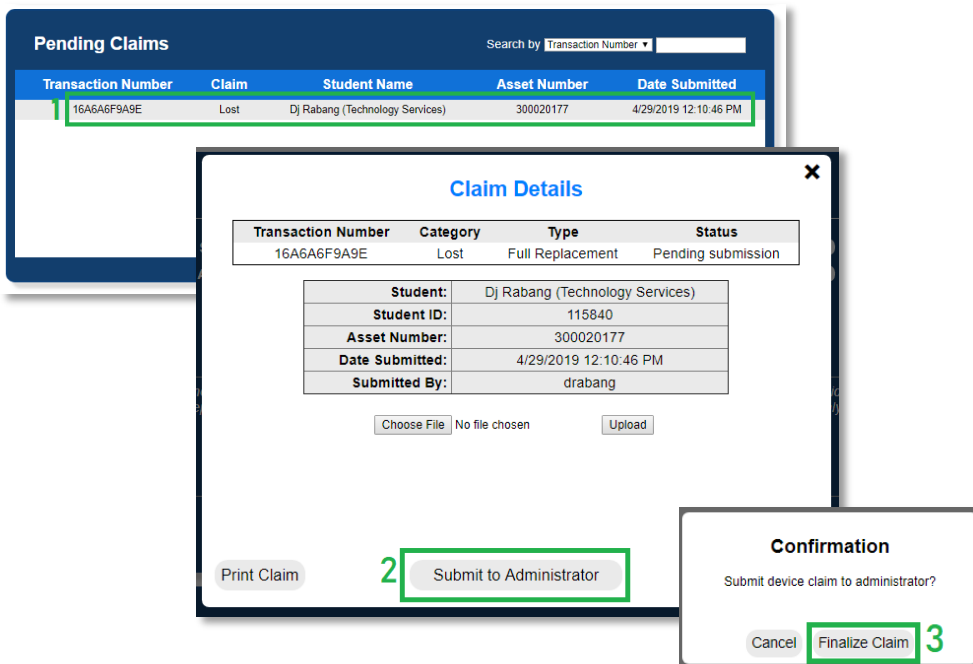 Pending Claims
Search by Transaction Number
Transaction Number Claim Student Name Asset Number Date Submitted
1 16A6A6F9A9E Lost Dj Rabang (Technology Services) 300020177 4/29/2019 12:10:46 PM
Claim Details
Transaction Number Category Type Status
16A6A6F9A9E Lost Full Replacement Pending submission
Student: Dj Rabang (Technology Services)
Student ID: 115840
Asset Number: 300020177
Date Submitted: 4/29/2019 12:10:46 PM
Submitted By: drabang
Choose File No file chosen Upload
Print Claim 2 Submit to Administrator
Confirmation
Submit device claim to administrator?
Cancel Finalize Claim 3